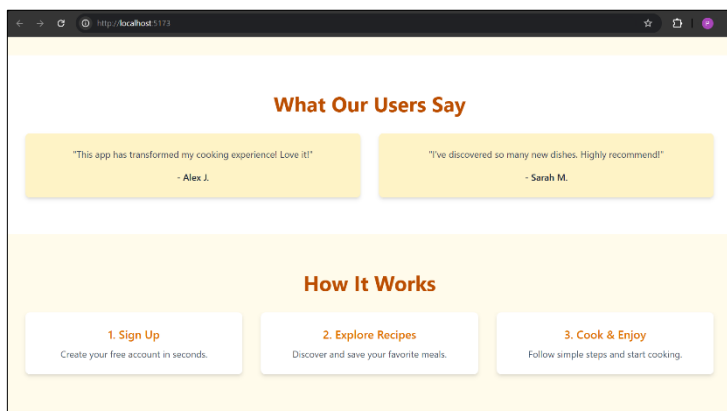 http://localhost:5173
What Our Users Say
"This app has transformed my cooking experience! Love it!"
- Alex J.
"I've discovered so many new dishes. Highly recommend!"
- Sarah M.
How It Works
1. Sign Up
Create your free account in seconds.
2. Explore Recipes
Discover and save your favorite meals.
3. Cook & Enjoy
Follow simple steps and start cooking.